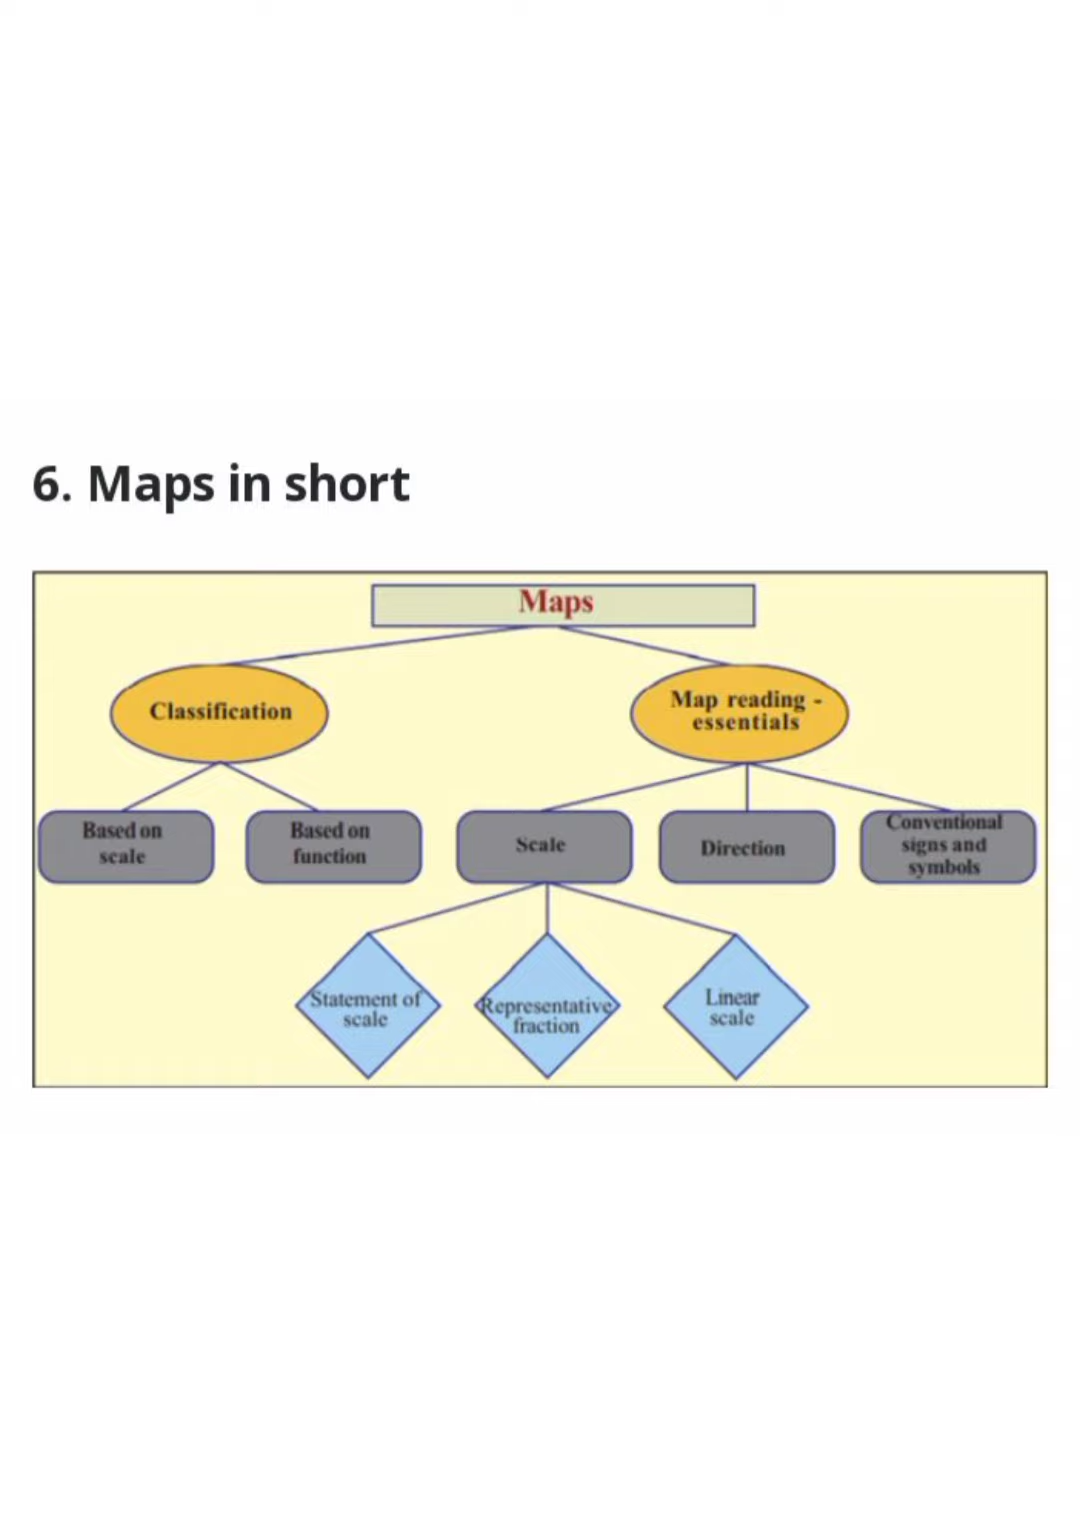 6. Maps in short
Maps
Classification
Map reading -
essentials
Based on
scale
Based on
function
Scale
Direction
Conventional
signs and
symbols
Statement of
scale
Representative
fraction
Linear
scale